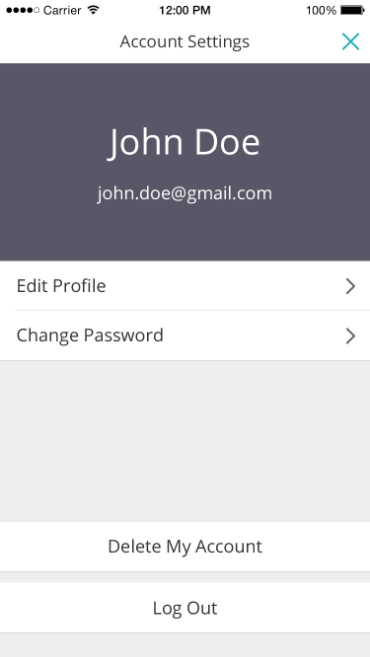 Carrier 12:00 PM 100%
Account Settings
John Doe
john.doe@gmail.com
Edit Profile
Change Password
Delete My Account
Log Out